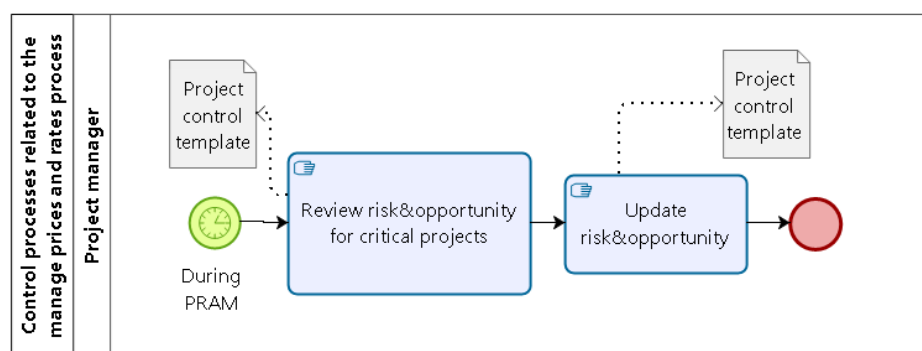 Control processes related to the
manage prices and rates process
Project manager
Project
control
template
Project
control
template
Review risk&opportunity
for critical projects
Update
risk&opportunity
During
PRAM